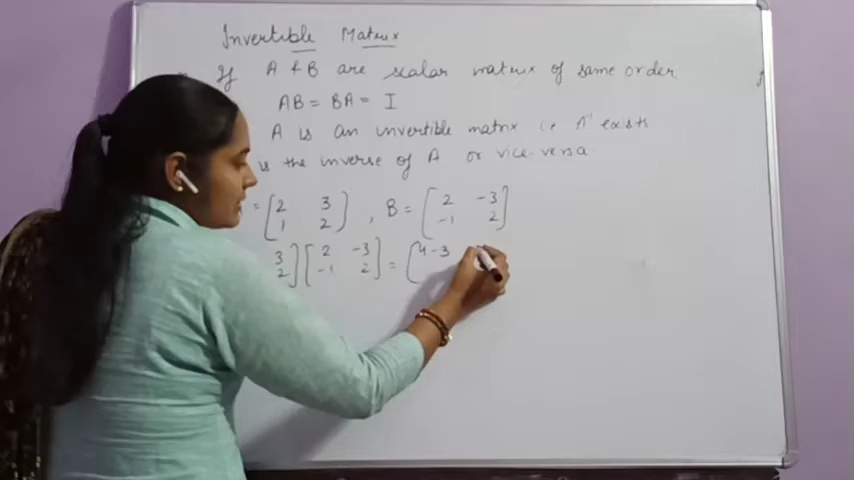 Invertible Matrix
If A & B are scalar matrix of same order
AB = BA = I
A is an invertible matrix i.e A⁻¹ exists
is the inverse of A or vice-versa
= [2 3 , B = [2 -3
1 2] -1 2]
3] [2 -3 = [4-3
2] -1 2]